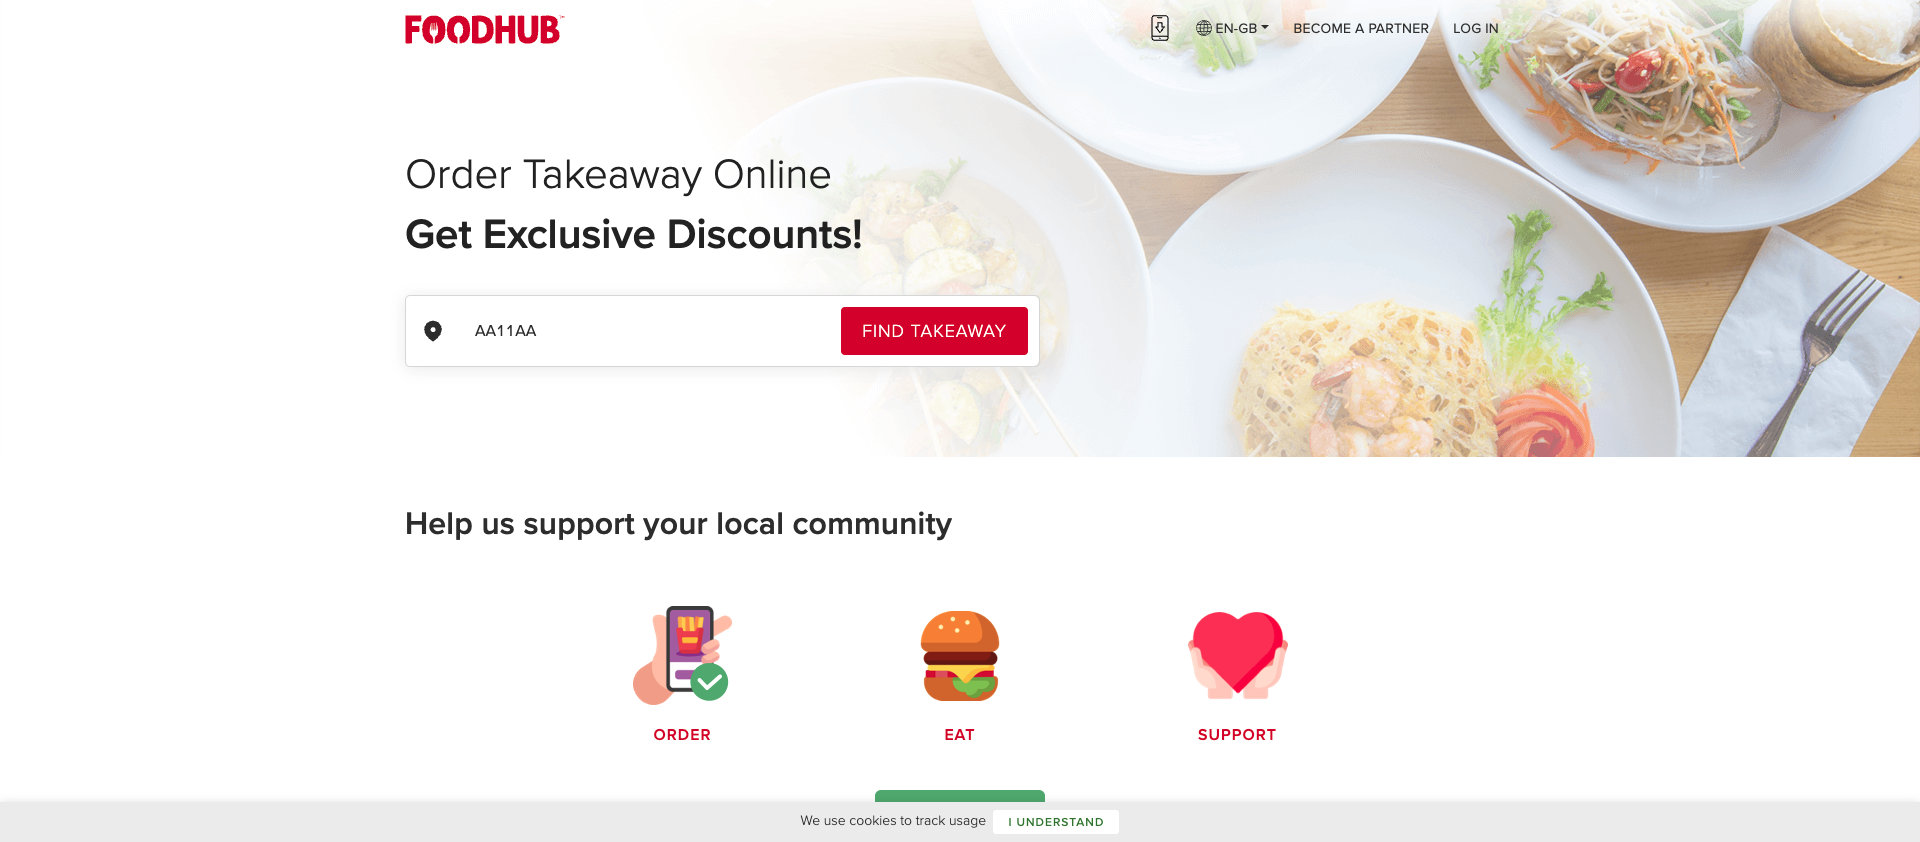 FOODHUB
EN-GB
BECOME A PARTNER
LOG IN
Order Takeaway Online
Get Exclusive Discounts!
AA11AA
FIND TAKEAWAY
Help us support your local community
ORDER
EAT
SUPPORT
We use cookies to track usage
I UNDERSTAND